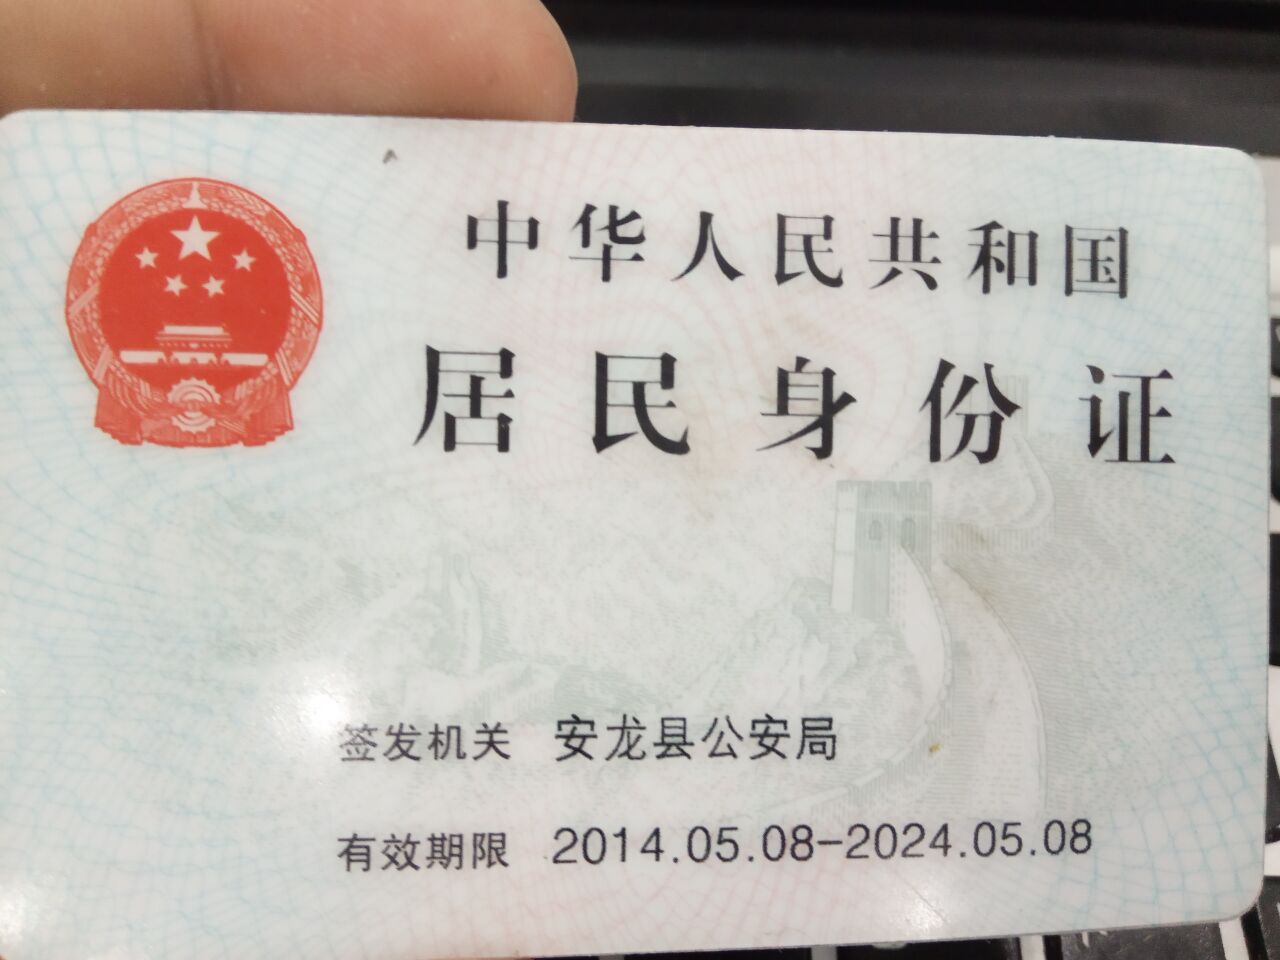 中华人民共和国
居民身份证
签发机关 安龙县公安局
有效期限 2014.05.08-2024.05.08